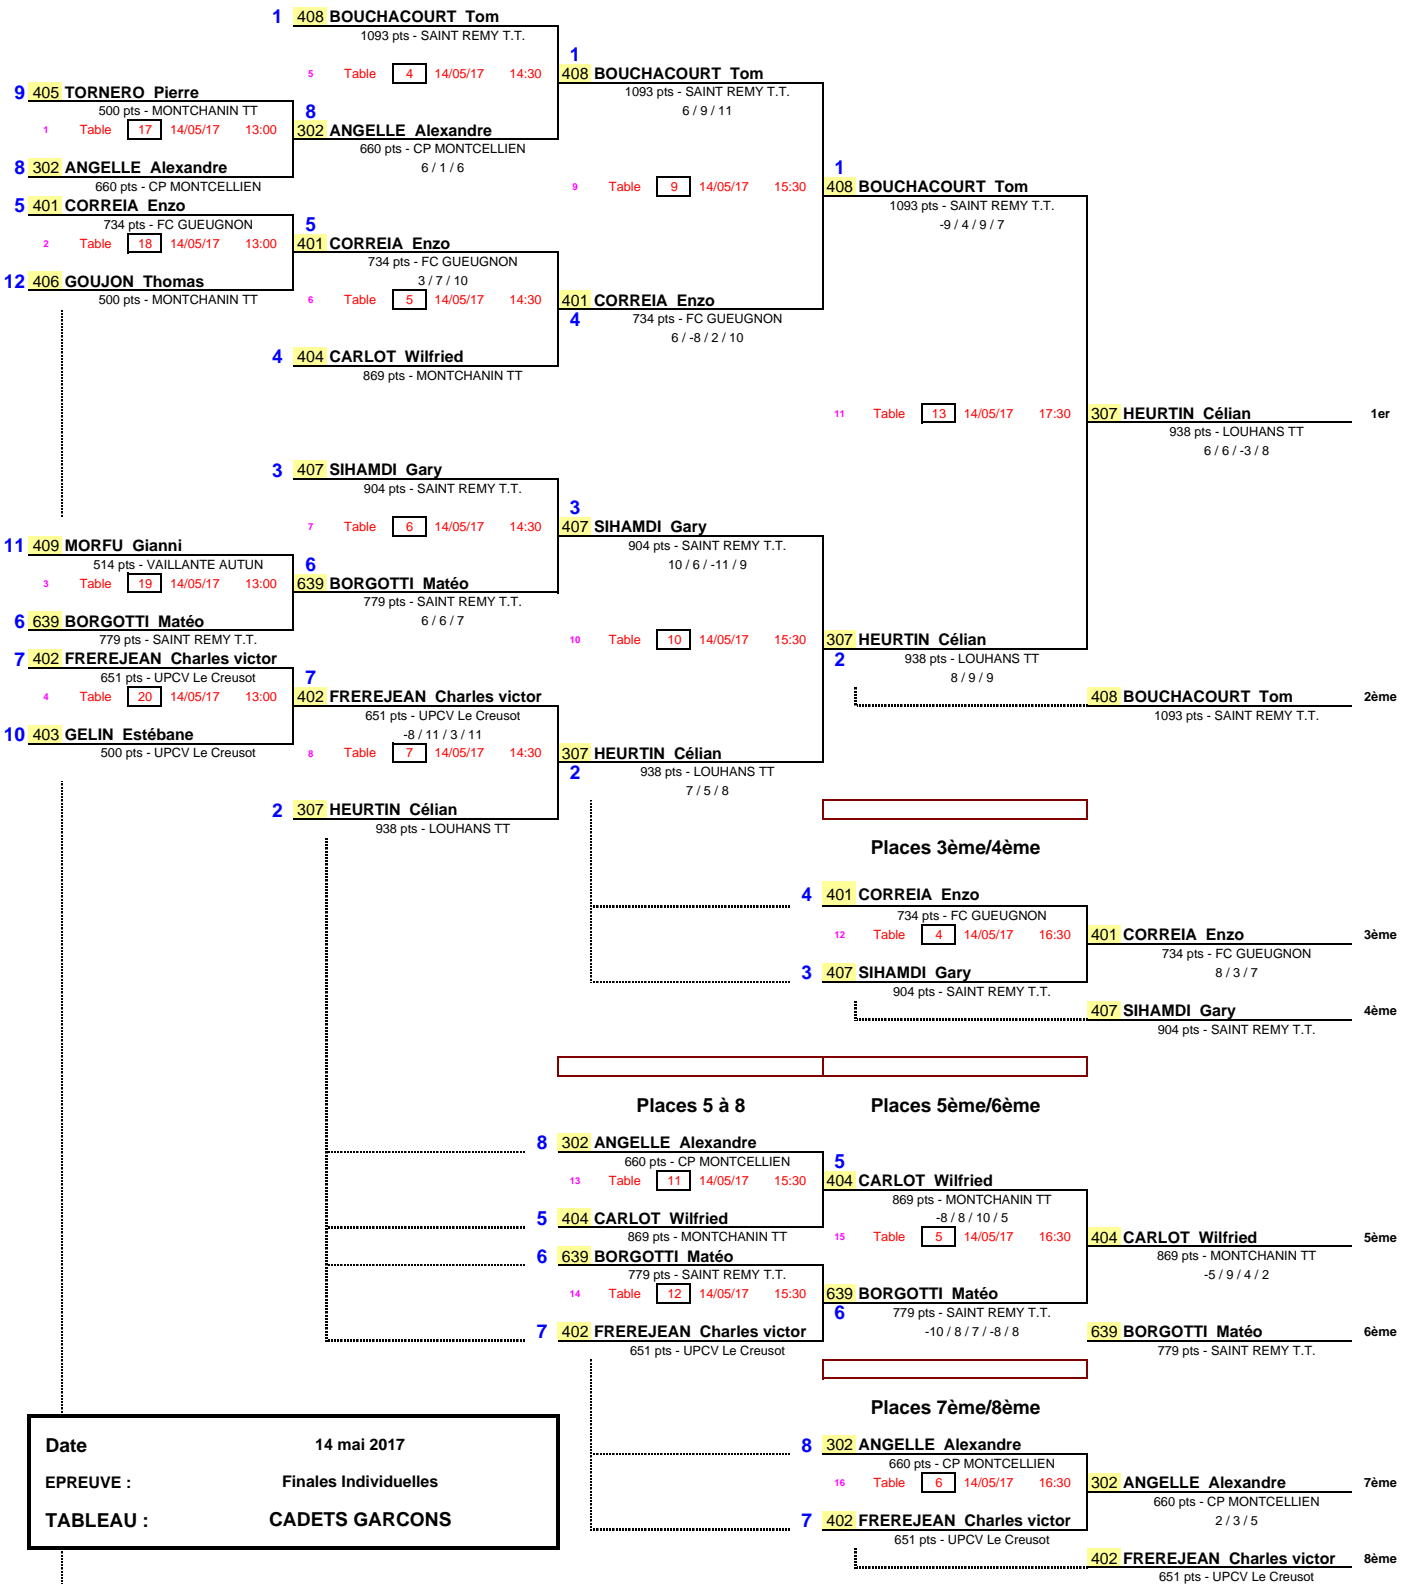 1 408 BOUCHACOURT Tom
1093 pts - SAINT REMY T.T.
5 Table 4 14/05/17 14:30
1
408 BOUCHACOURT Tom
1093 pts - SAINT REMY T.T.
6 / 9 / 11
9 405 TORNERO Pierre
500 pts - MONTCHANIN TT
1 Table 17 14/05/17 13:00
8
302 ANGELLE Alexandre
660 pts - CP MONTCELLIEN
6 / 1 / 6
8 302 ANGELLE Alexandre
660 pts - CP MONTCELLIEN
9 Table 9 14/05/17 15:30
1
408 BOUCHACOURT Tom
1093 pts - SAINT REMY T.T.
-9 / 4 / 9 / 7
5 401 CORREIA Enzo
734 pts - FC GUEUGNON
2 Table 18 14/05/17 13:00
5
401 CORREIA Enzo
734 pts - FC GUEUGNON
3 / 7 / 10
12 406 GOUJON Thomas
500 pts - MONTCHANIN TT
6 Table 5 14/05/17 14:30
401 CORREIA Enzo
4
734 pts - FC GUEUGNON
6 / -8 / 2 / 10
4 404 CARLOT Wilfried
869 pts - MONTCHANIN TT
11 Table 13 14/05/17 17:30
307 HEURTIN Célian 1er
938 pts - LOUHANS TT
6 / 6 / -3 / 8
3 407 SIHAMDI Gary
904 pts - SAINT REMY T.T.
7 Table 6 14/05/17 14:30
3
407 SIHAMDI Gary
904 pts - SAINT REMY T.T.
10 / 6 / -11 / 9
11 409 MORFU Gianni
514 pts - VAILLANTE AUTUN
3 Table 19 14/05/17 13:00
6
639 BORGOTTI Matéo
779 pts - SAINT REMY T.T.
6 / 6 / 7
6 639 BORGOTTI Matéo
779 pts - SAINT REMY T.T.
10 Table 10 14/05/17 15:30
307 HEURTIN Célian
2
938 pts - LOUHANS TT
8 / 9 / 9
7 402 FREREJEAN Charles victor
651 pts - UPCV Le Creusot
4 Table 20 14/05/17 13:00
7
402 FREREJEAN Charles victor
651 pts - UPCV Le Creusot
-8 / 11 / 3 / 11
408 BOUCHACOURT Tom 2ème
1093 pts - SAINT REMY T.T.
10 403 GELIN Estébane
500 pts - UPCV Le Creusot
8 Table 7 14/05/17 14:30
307 HEURTIN Célian
2
938 pts - LOUHANS TT
7 / 5 / 8
2 307 HEURTIN Célian
938 pts - LOUHANS TT
Places 3ème/4ème
4 401 CORREIA Enzo
734 pts - FC GUEUGNON
12 Table 4 14/05/17 16:30
401 CORREIA Enzo 3ème
734 pts - FC GUEUGNON
8 / 3 / 7
3 407 SIHAMDI Gary
904 pts - SAINT REMY T.T.
407 SIHAMDI Gary 4ème
904 pts - SAINT REMY T.T.
Places 5 à 8 Places 5ème/6ème
8 302 ANGELLE Alexandre
660 pts - CP MONTCELLIEN
13 Table 11 14/05/17 15:30
5
404 CARLOT Wilfried
869 pts - MONTCHANIN TT
-8 / 8 / 10 / 5
5 404 CARLOT Wilfried
869 pts - MONTCHANIN TT
15 Table 5 14/05/17 16:30
404 CARLOT Wilfried 5ème
869 pts - MONTCHANIN TT
-5 / 9 / 4 / 2
6 639 BORGOTTI Matéo
779 pts - SAINT REMY T.T.
14 Table 12 14/05/17 15:30
639 BORGOTTI Matéo
6
779 pts - SAINT REMY T.T.
-10 / 8 / 7 / -8 / 8
7 402 FREREJEAN Charles victor
651 pts - UPCV Le Creusot
639 BORGOTTI Matéo 6ème
779 pts - SAINT REMY T.T.
Places 7ème/8ème
8 302 ANGELLE Alexandre
660 pts - CP MONTCELLIEN
16 Table 6 14/05/17 16:30
302 ANGELLE Alexandre 7ème
660 pts - CP MONTCELLIEN
2 / 3 / 5
7 402 FREREJEAN Charles victor
651 pts - UPCV Le Creusot
402 FREREJEAN Charles victor 8ème
651 pts - UPCV Le Creusot
Date 14 mai 2017
EPREUVE : Finales Individuelles
TABLEAU : CADETS GARCONS